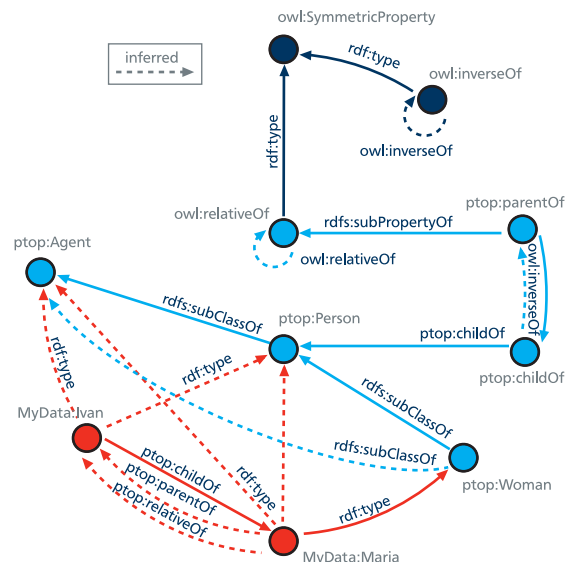 owl:SymmetricProperty
inferred
rdf:type
owl:inverseOf
rdf:type
owl:inverseOf
ptop:parentOf
owl:relativeOf
rdfs:subPropertyOf
ptop:Agent
owl:relativeOf
owl:inverseOf
rdfs:subClassOf
ptop:Person
ptop:childOf
rdf:type
rdf:type
rdfs:subClassOf
ptop:childOf
MyData:Ivan
ptop:childOf
rdfs:subClassOf
ptop:parentOf
rdf:type
ptop:Woman
ptop:relativeOf
rdf:type
MyData:Maria